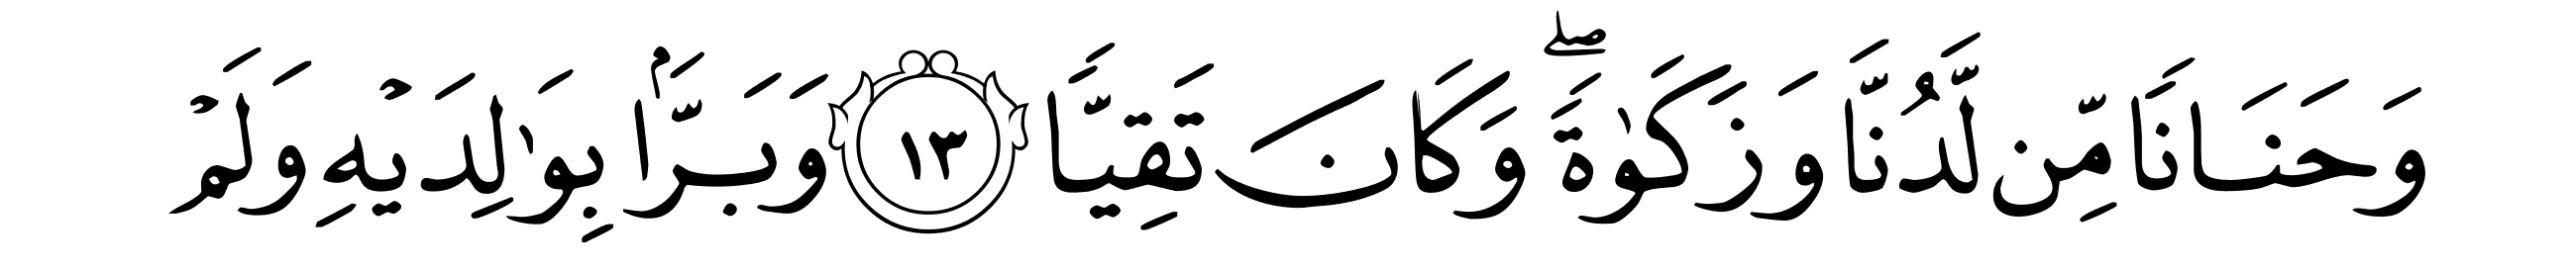 وَحَنَانًا مِّن لَّدُنَّا وَزَكَوٰةً ۖ وَكَانَ تَقِيًّا ١٣ وَبَرًّۢا بِوَٰلِدَيْهِ وَلَمْ